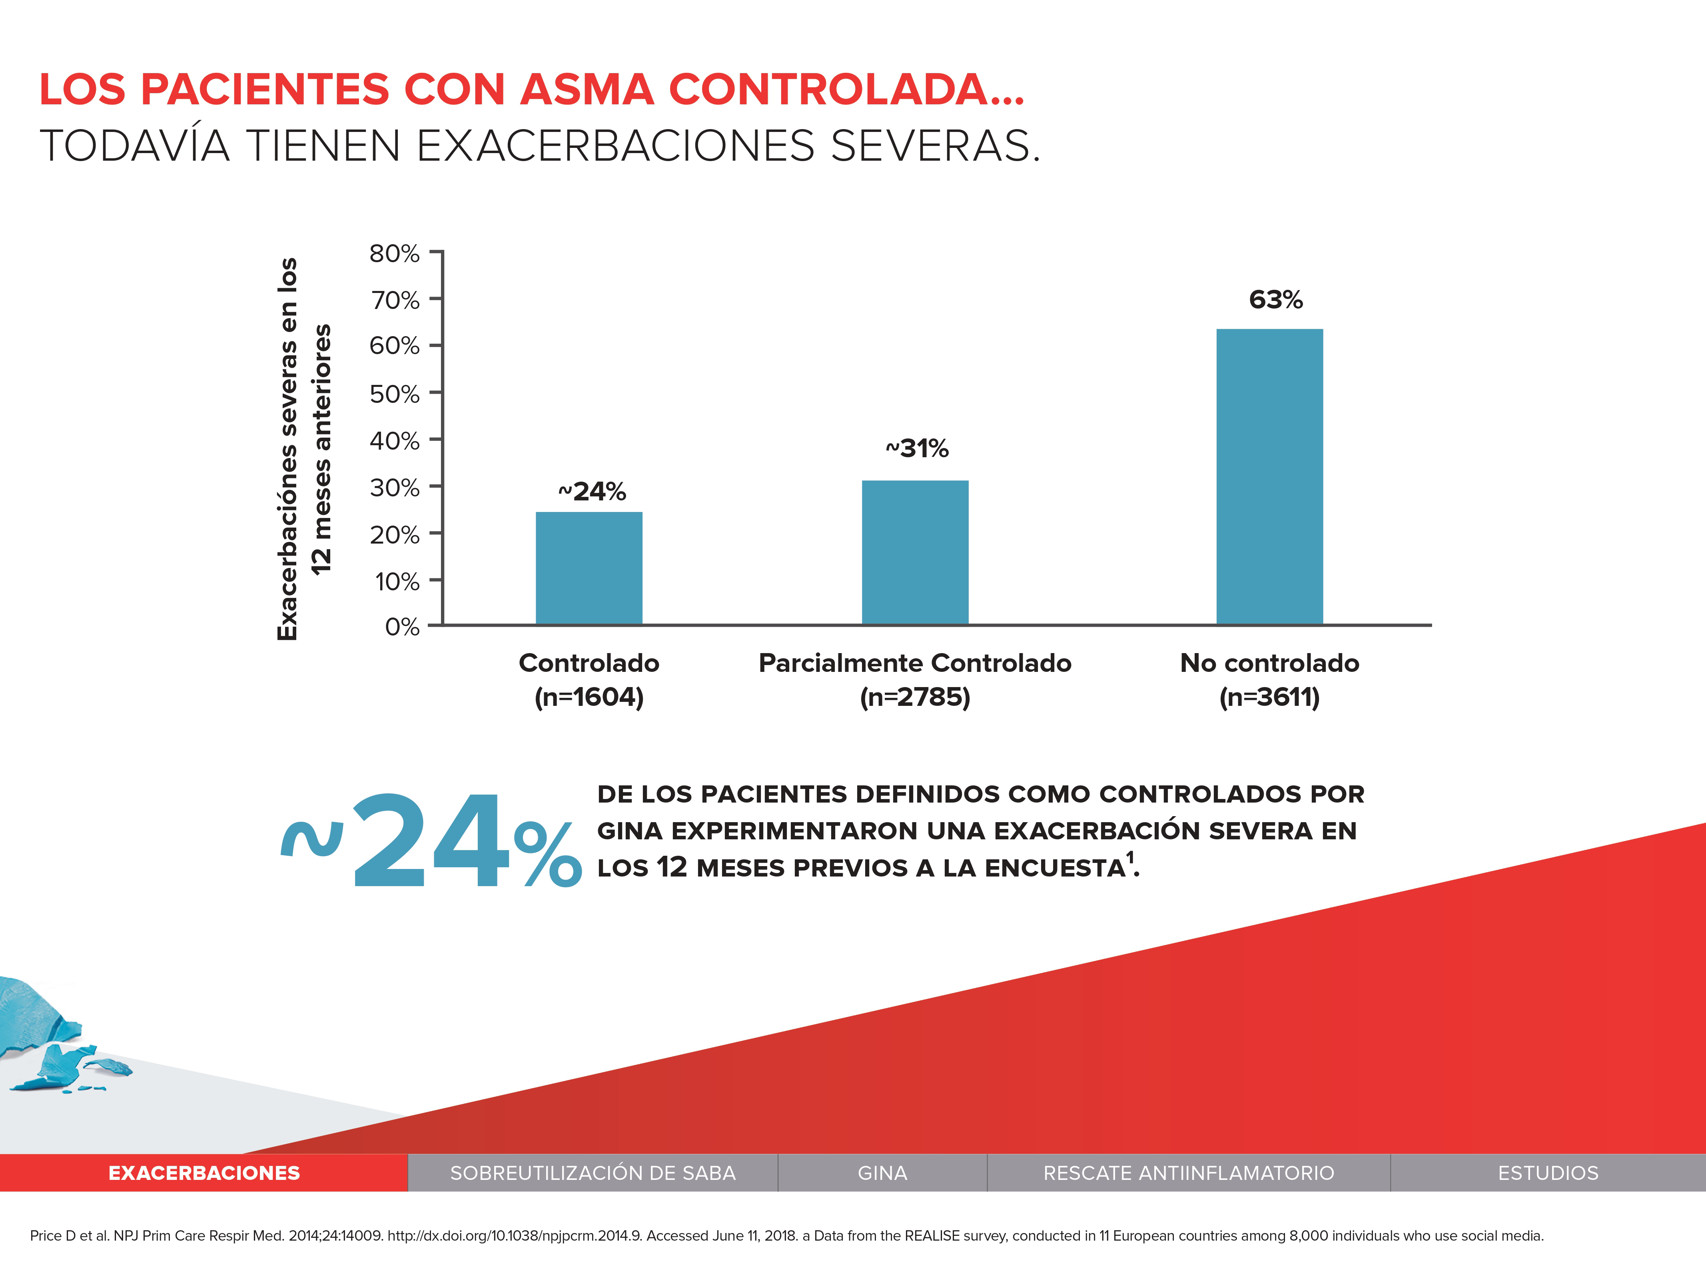 LOS PACIENTES CON ASMA CONTROLADA...
TODAVÍA TIENEN EXACERBACIONES SEVERAS.
Exacerbaciónes severas en los
12 meses anteriores
80%
70%
60%
50%
40%
30%
20%
10%
0%
~24%
~31%
63%
Controlado
(n=1604)
Parcialmente Controlado
(n=2785)
No controlado
(n=3611)
~24%
DE LOS PACIENTES DEFINIDOS COMO CONTROLADOS POR
GINA EXPERIMENTARON UNA EXACERBACIÓN SEVERA EN
LOS 12 MESES PREVIOS A LA ENCUESTA¹.
EXACERBACIONES
SOBREUTILIZACIÓN DE SABA
GINA
RESCATE ANTIINFLAMATORIO
ESTUDIOS
Price D et al. NPJ Prim Care Respir Med. 2014;24:14009. http://dx.doi.org/10.1038/npjpcrm.2014.9. Accessed June 11, 2018. a Data from the REALISE survey, conducted in 11 European countries among 8,000 individuals who use social media.